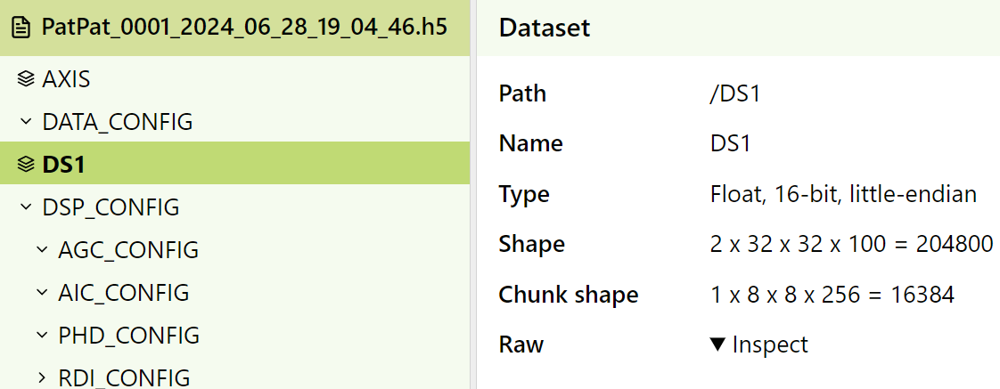 PatPat_0001_2024_06_28_19_04_46.h5
AXIS
DATA_CONFIG
DS1
DSP_CONFIG
AGC_CONFIG
AIC_CONFIG
PHD_CONFIG
RDI_CONFIG
Dataset
Path /DS1
Name DS1
Type Float, 16-bit, little-endian
Shape 2 x 32 x 32 x 100 = 204800
Chunk shape 1 x 8 x 8 x 256 = 16384
Raw ▼ Inspect